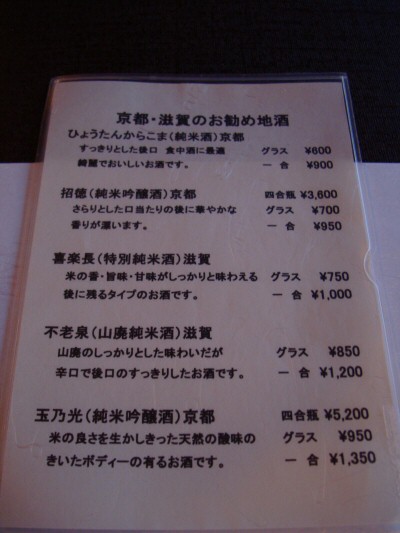 京都・滋賀のお勧め地酒
ひょうたんからこま(純米酒)京都
すっきりとした後口 食中酒に最適 グラス ¥600
綺麗でおいしいお酒です。 一合 ¥900
招徳(純米吟醸酒)京都 四合瓶 ¥3,600
さらりとした口当たりの後に華やかな グラス ¥700
香りが漂います。 一合 ¥950
喜楽長(特別純米酒)滋賀
米の香・旨味・甘味がしっかりと味わえる グラス ¥750
後に残るタイプのお酒です。 一合 ¥1,000
不老泉(山廃純米酒)滋賀
山廃のしっかりとした味わいだが グラス ¥850
辛口で後口のすっきりしたお酒です。 一合 ¥1,200
玉乃光(純米吟醸酒)京都 四合瓶 ¥5,200
米の良さを生かしきった天然の酸味の グラス ¥950
きいたボディーの有るお酒です。 一合 ¥1,350